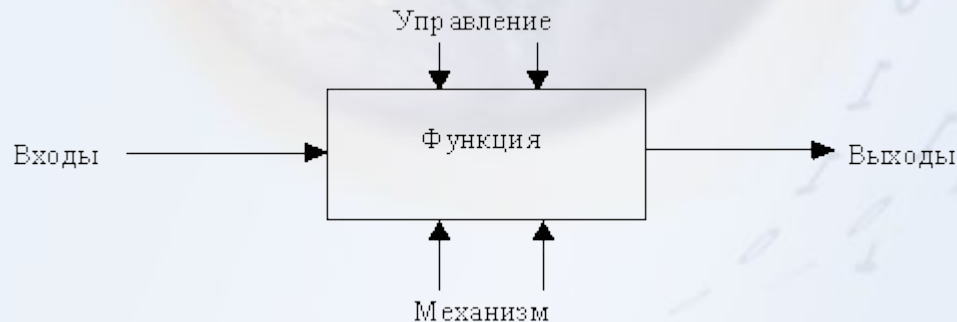 Управление
Функция
Входы
Выходы
Механизм